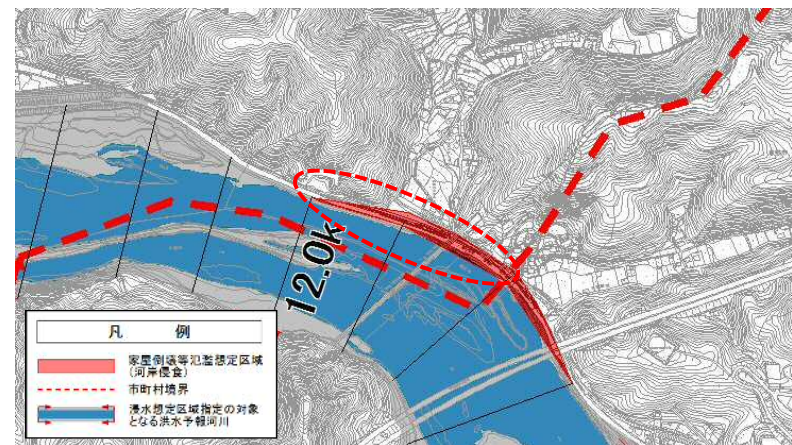 12.0k
凡 例
家屋倒壊等氾濫想定区域
(河岸侵食)
市町村境界
浸水想定区域指定の対象
となる洪水予報河川